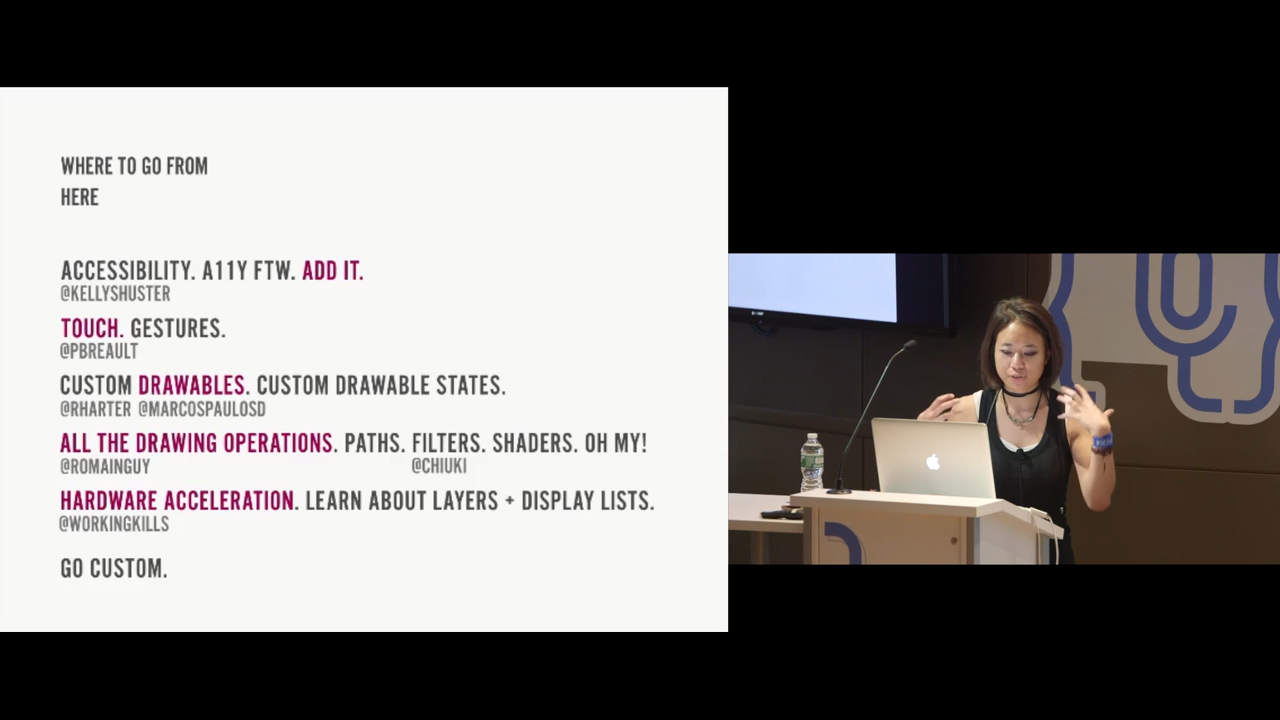 WHERE TO GO FROM
HERE
ACCESSIBILITY. A11Y FTW. ADD IT.
@KELLYSHUSTER
TOUCH. GESTURES.
@PBREAULT
CUSTOM DRAWABLES. CUSTOM DRAWABLE STATES.
@RHARTER @MARCOSPAULOSD
ALL THE DRAWING OPERATIONS. PATHS. FILTERS. SHADERS. OH MY!
@ROMAINGUY @CHIUKI
HARDWARE ACCELERATION. LEARN ABOUT LAYERS + DISPLAY LISTS.
@WORKINGKILLS
GO CUSTOM.